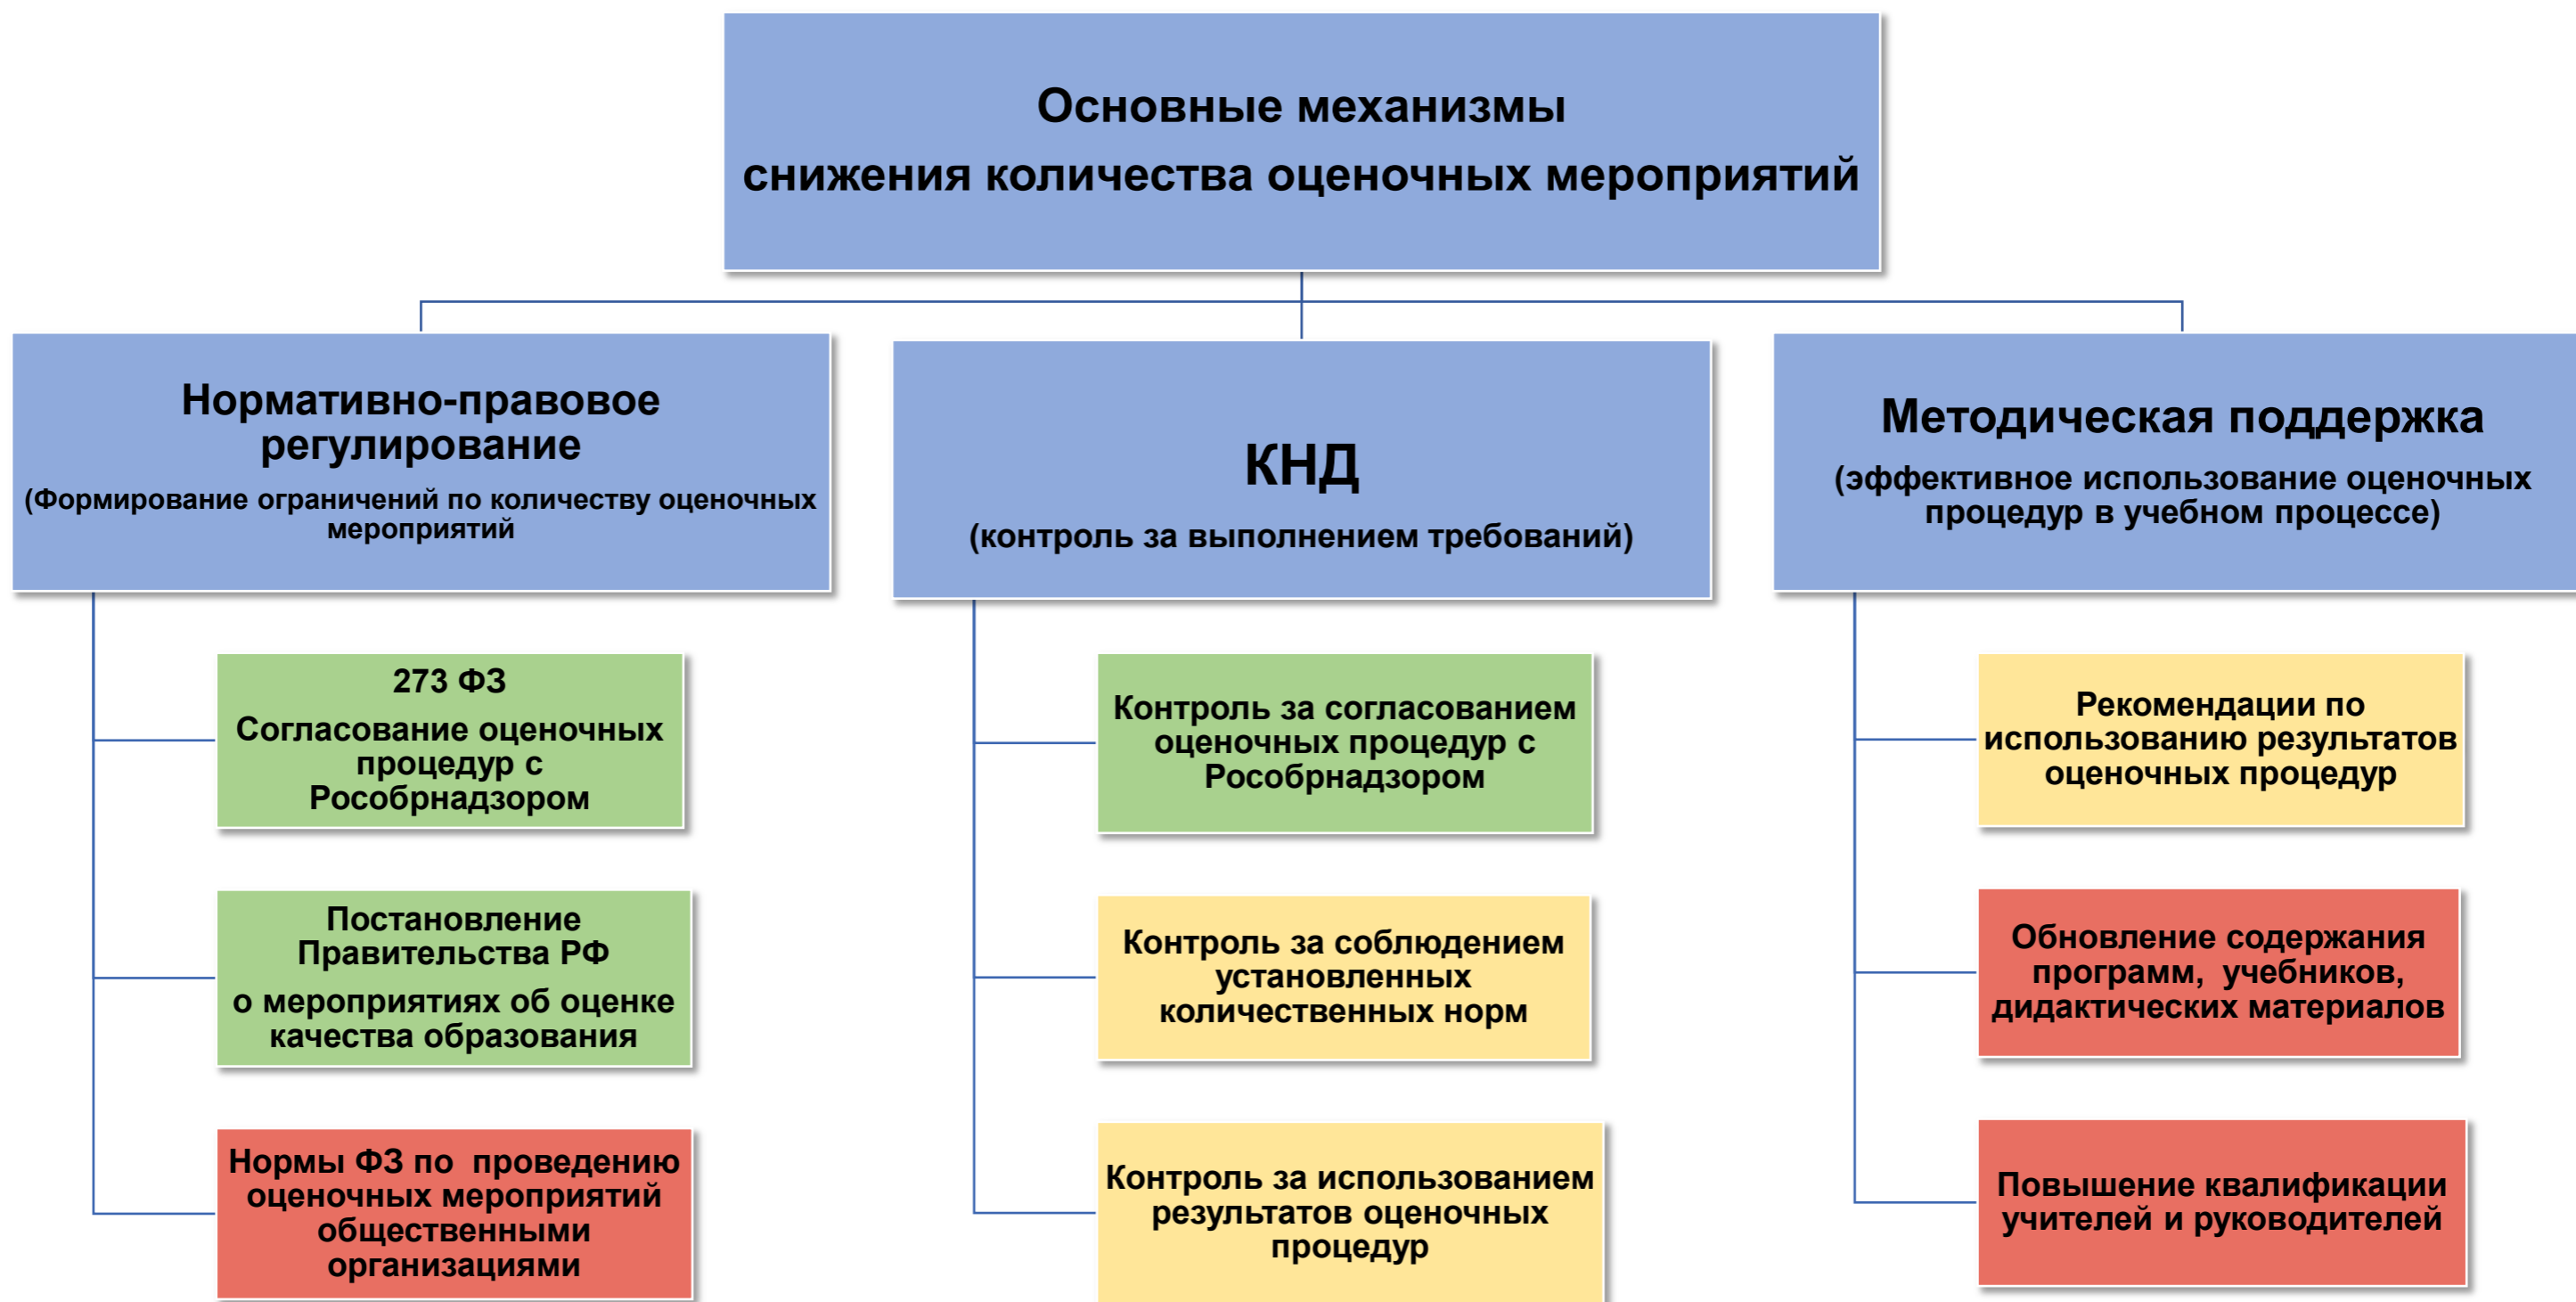 Основные механизмы
снижения количества оценочных мероприятий
Нормативно-правовое
регулирование
(Формирование ограничений по количеству оценочных
мероприятий
КНД
(контроль за выполнением требований)
Методическая поддержка
(эффективное использование оценочных
процедур в учебном процессе)
273 ФЗ
Согласование оценочных
процедур с
Рособрнадзором
Постановление
Правительства РФ
о мероприятиях об оценке
качества образования
Нормы ФЗ по  проведению
оценочных мероприятий
общественными
организациями
Контроль за согласованием
оценочных процедур с
Рособрнадзором
Контроль за соблюдением
установленных
количественных норм
Контроль за использованием
результатов оценочных
процедур
Рекомендации по
использованию результатов
оценочных процедур
Обновление содержания
программ,  учебников,
дидактических материалов
Повышение квалификации
учителей и руководителей